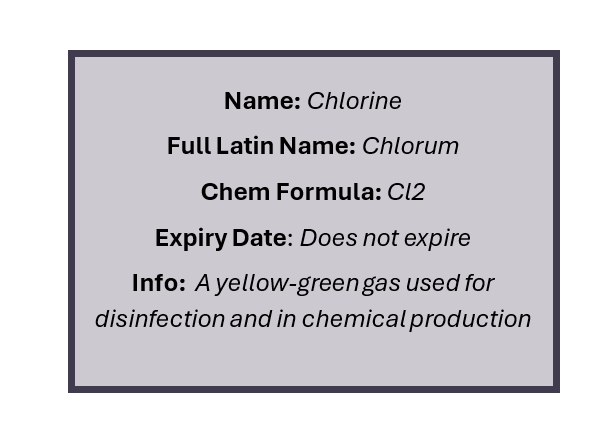 Name: Chlorine
Full Latin Name: Chlorum
Chem Formula: Cl2
Expiry Date: Does not expire
Info: A yellow-green gas used for
disinfection and in chemical production